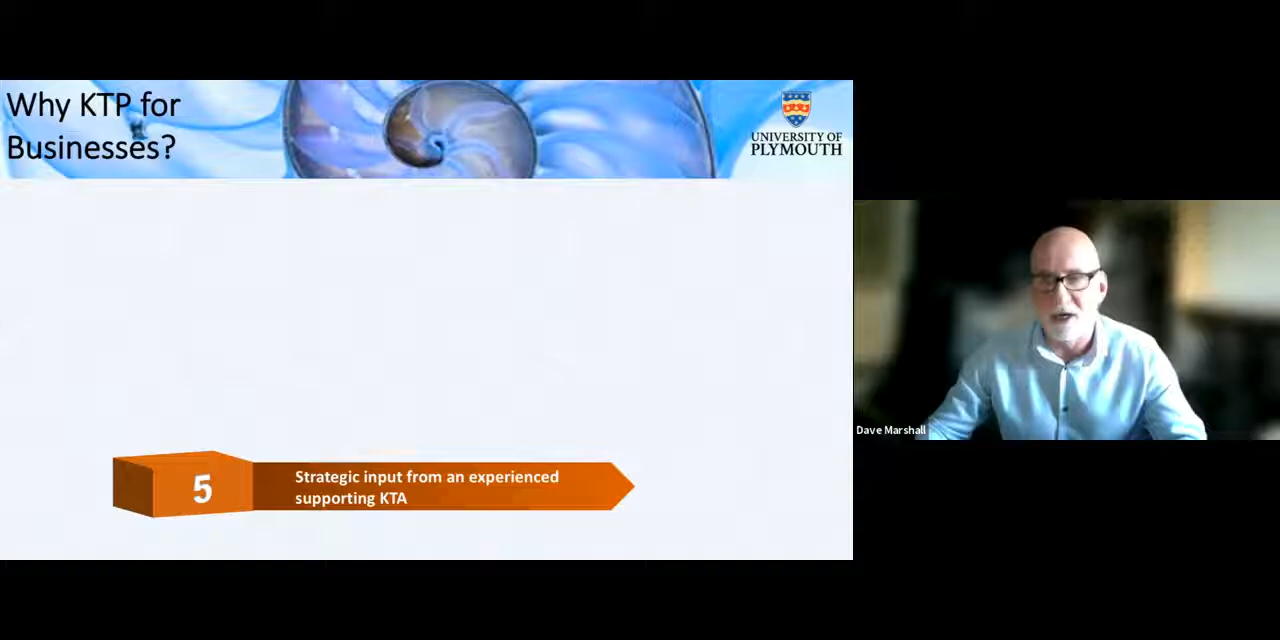 Why KTP for
Businesses?
UNIVERSITY OF
PLYMOUTH
Dave Marshall
5
Strategic input from an experienced
supporting KTA